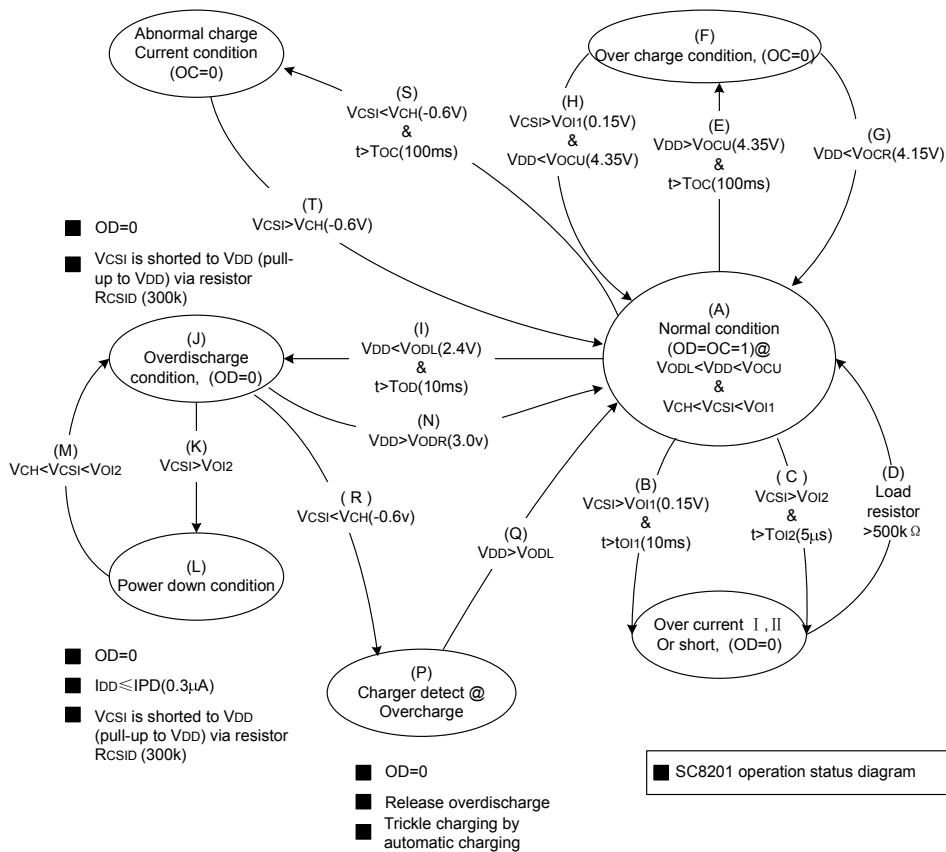 Abnormal charge
Current condition
(OC=0)
(F)
Over charge condition, (OC=0)
(S)
VCSI<VCH(-0.6V)
&
t>TOC(100ms)
(H)
VCSI>VOI1(0.15V)
&
VDD<VOCU(4.35V)
(E)
VDD>VOCU(4.35V)
&
t>TOC(100ms)
(G)
VDD<VOCR(4.15V)
(T)
VCSI>VCH(-0.6V)
OD=0
VCSI is shorted to VDD (pull-
up to VDD) via resistor
RCSID (300k)
(A)
Normal condition
(OD=OC=1)@
VODL<VDD<VOCU
&
VCH<VCSI<VOI1
(J)
Overdischarge
condition, (OD=0)
(I)
VDD<VODL(2.4V)
&
t>TOD(10ms)
(N)
VDD>VODR(3.0v)
(M)
VCH<VCSI<VOI2
(K)
VCSI>VOI2
(R)
VCSI<VCH(-0.6v)
(Q)
VDD>VODL
(B)
VCSI>VOI1(0.15V)
&
t>tOI1(10ms)
(C)
VCSI>VOI2
&
t>TOI2(5μs)
(D)
Load
resistor
>500kΩ
(L)
Power down condition
Over current Ⅰ,Ⅱ
Or short, (OD=0)
OD=0
IDD≤IPD(0.3μA)
VCSI is shorted to VDD
(pull-up to VDD) via resistor
RCSID (300k)
(P)
Charger detect @
Overcharge
OD=0
Release overdischarge
Trickle charging by
automatic charging
SC8201 operation status diagram